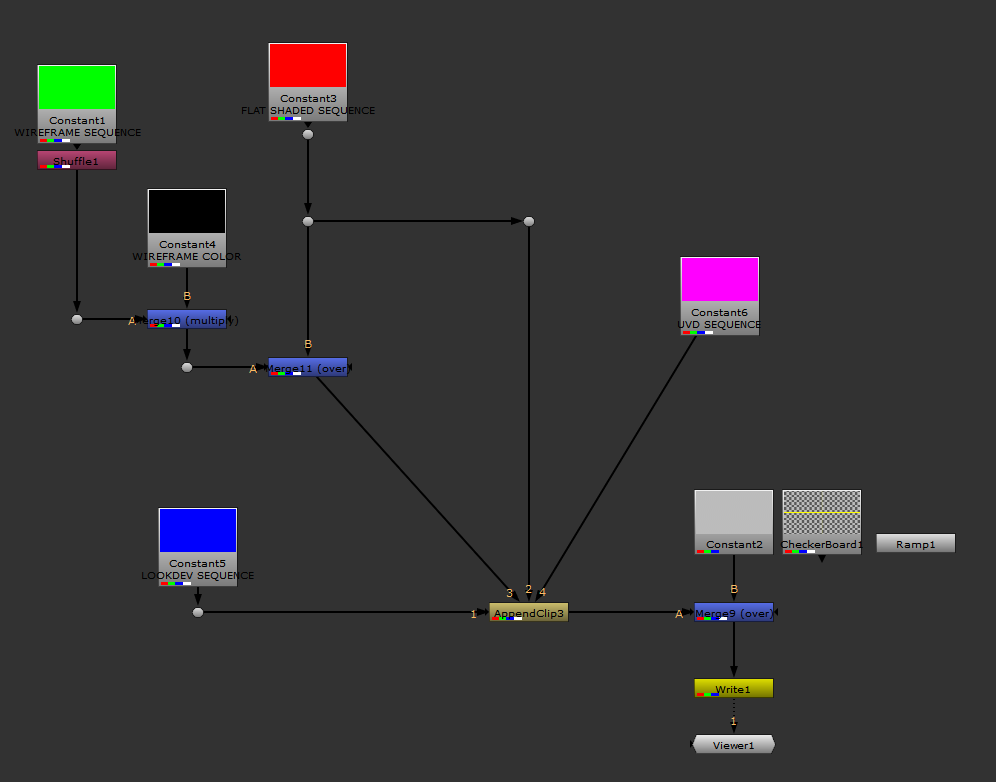 Constant3
FLAT SHADED SEQUENCE
Constant1
WIREFRAME SEQUENCE
Shuffle1
Constant4
WIREFRAME COLOR
B
A
Merge10 (multiply)
B
A
Merge11 (over)
Constant6
UVD SEQUENCE
Constant2
CheckerBoard1
Ramp1
Constant5
LOOKDEV SEQUENCE
3
2
4
B
1
AppendClip3
A
Merge9 (over)
Write1
1
Viewer1